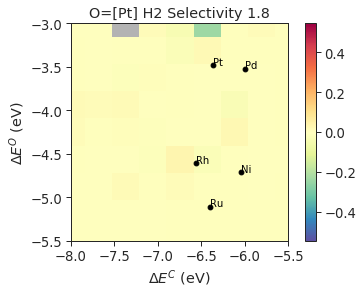 O=[Pt] H2 Selectivity 1.8
−3.0
−3.5
−4.0
−4.5
−5.0
−5.5
ΔE^O (eV)
Pt
Pd
Rh
Ni
Ru
−8.0 −7.5 −7.0 −6.5 −6.0 −5.5
ΔE^C (eV)
0.4
0.2
0.0
−0.2
−0.4